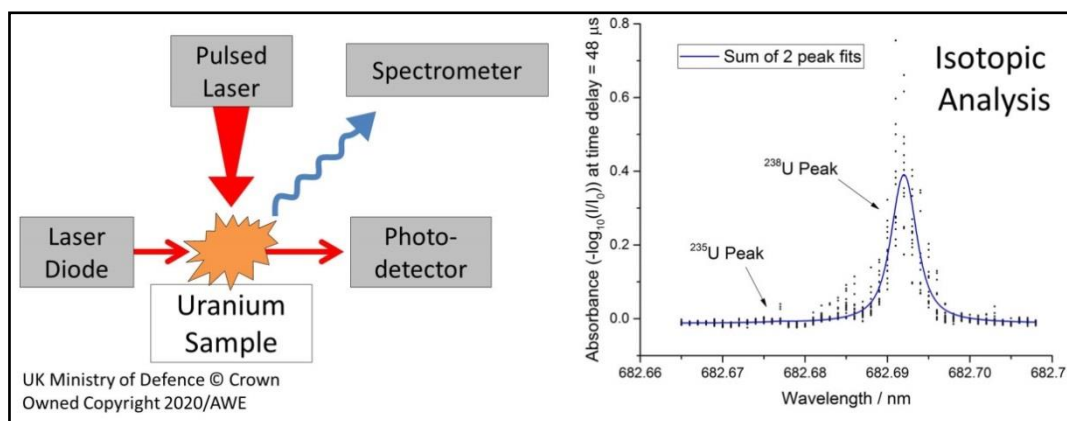 Pulsed
Laser
Spectrometer
Laser
Diode
Photo-
detector
Uranium
Sample
UK Ministry of Defence © Crown
Owned Copyright 2020/AWE
Absorbance (-log₁₀(I/I₀)) at time delay = 48 µs
0.8
0.6
0.4
0.2
0.0
Sum of 2 peak fits
Isotopic
Analysis
²³⁸U Peak
²³⁵U Peak
682.66
682.67
682.68
682.69
682.70
682.7
Wavelength / nm